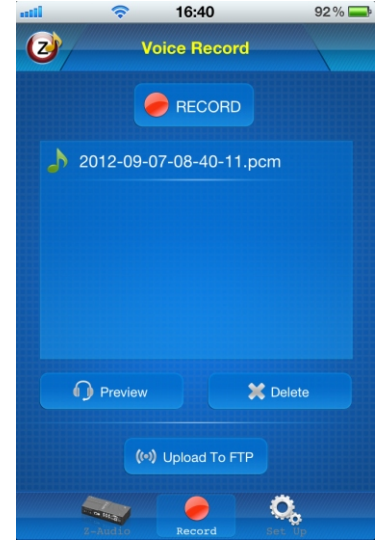 16:40 92%
Z
Voice Record
RECORD
2012-09-07-08-40-11.pcm
Preview Delete
Upload To FTP
Z-Audio Record Set Up